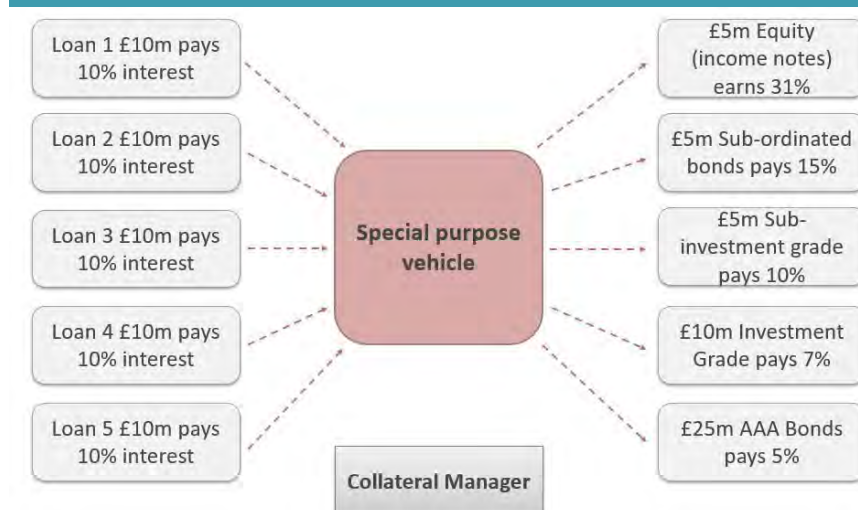 Loan 1 £10m pays
10% interest
Loan 2 £10m pays
10% interest
Loan 3 £10m pays
10% interest
Loan 4 £10m pays
10% interest
Loan 5 £10m pays
10% interest
Special purpose
vehicle
Collateral Manager
£5m Equity
(income notes)
earns 31%
£5m Sub-ordinated
bonds pays 15%
£5m Sub-
investment grade
pays 10%
£10m Investment
Grade pays 7%
£25m AAA Bonds
pays 5%